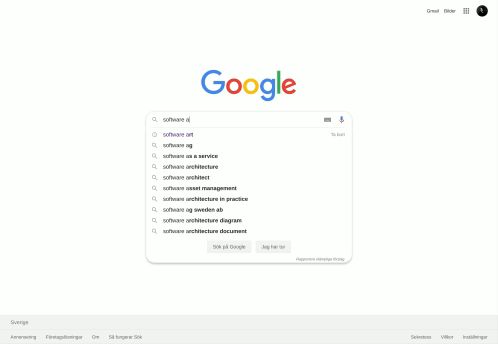 Gmail Bilder
Google
software a
software art Ta bort
software ag
software as a service
software architecture
software architect
software asset management
software architecture in practice
software ag sweden ab
software architecture diagram
software architecture document
Sök på Google Jag har tur
Rapportera olämpliga förslag
Sverige
Annonsering Företagslösningar Om Så fungerar Sök Sekretess Villkor Inställningar